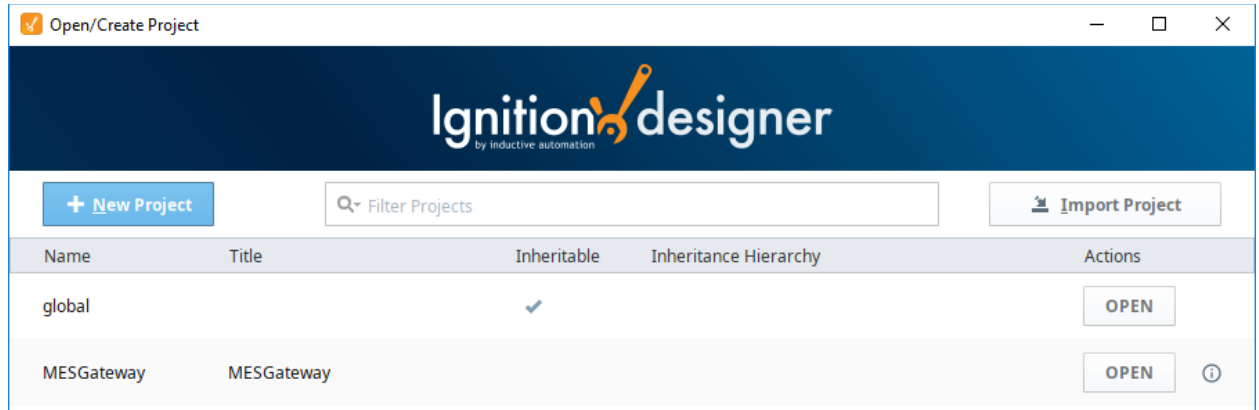 Open/Create Project
Ignition designer
by inductive automation
New Project Filter Projects Import Project
Name Title Inheritable Inheritance Hierarchy Actions
global OPEN
MESGateway MESGateway OPEN